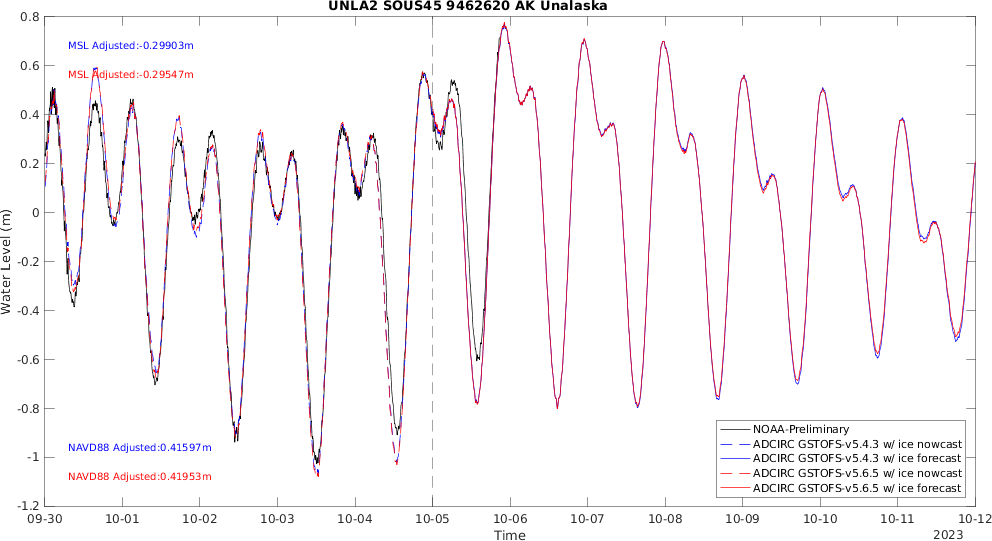 UNLA2 SOUS45 9462620 AK Unalaska
0.8
0.6
0.4
0.2
0
-0.2
-0.4
-0.6
-0.8
-1
-1.2
Water Level (m)
MSL Adjusted:-0.29903m
MSL Adjusted:-0.29547m
NAVD88 Adjusted:0.41597m
NAVD88 Adjusted:0.41953m
NOAA-Preliminary
ADCIRC GSTOFS-v5.4.3 w/ ice nowcast
ADCIRC GSTOFS-v5.4.3 w/ ice forecast
ADCIRC GSTOFS-v5.6.5 w/ ice nowcast
ADCIRC GSTOFS-v5.6.5 w/ ice forecast
09-30 10-01 10-02 10-03 10-04 10-05 10-06 10-07 10-08 10-09 10-10 10-11 10-12
Time
2023